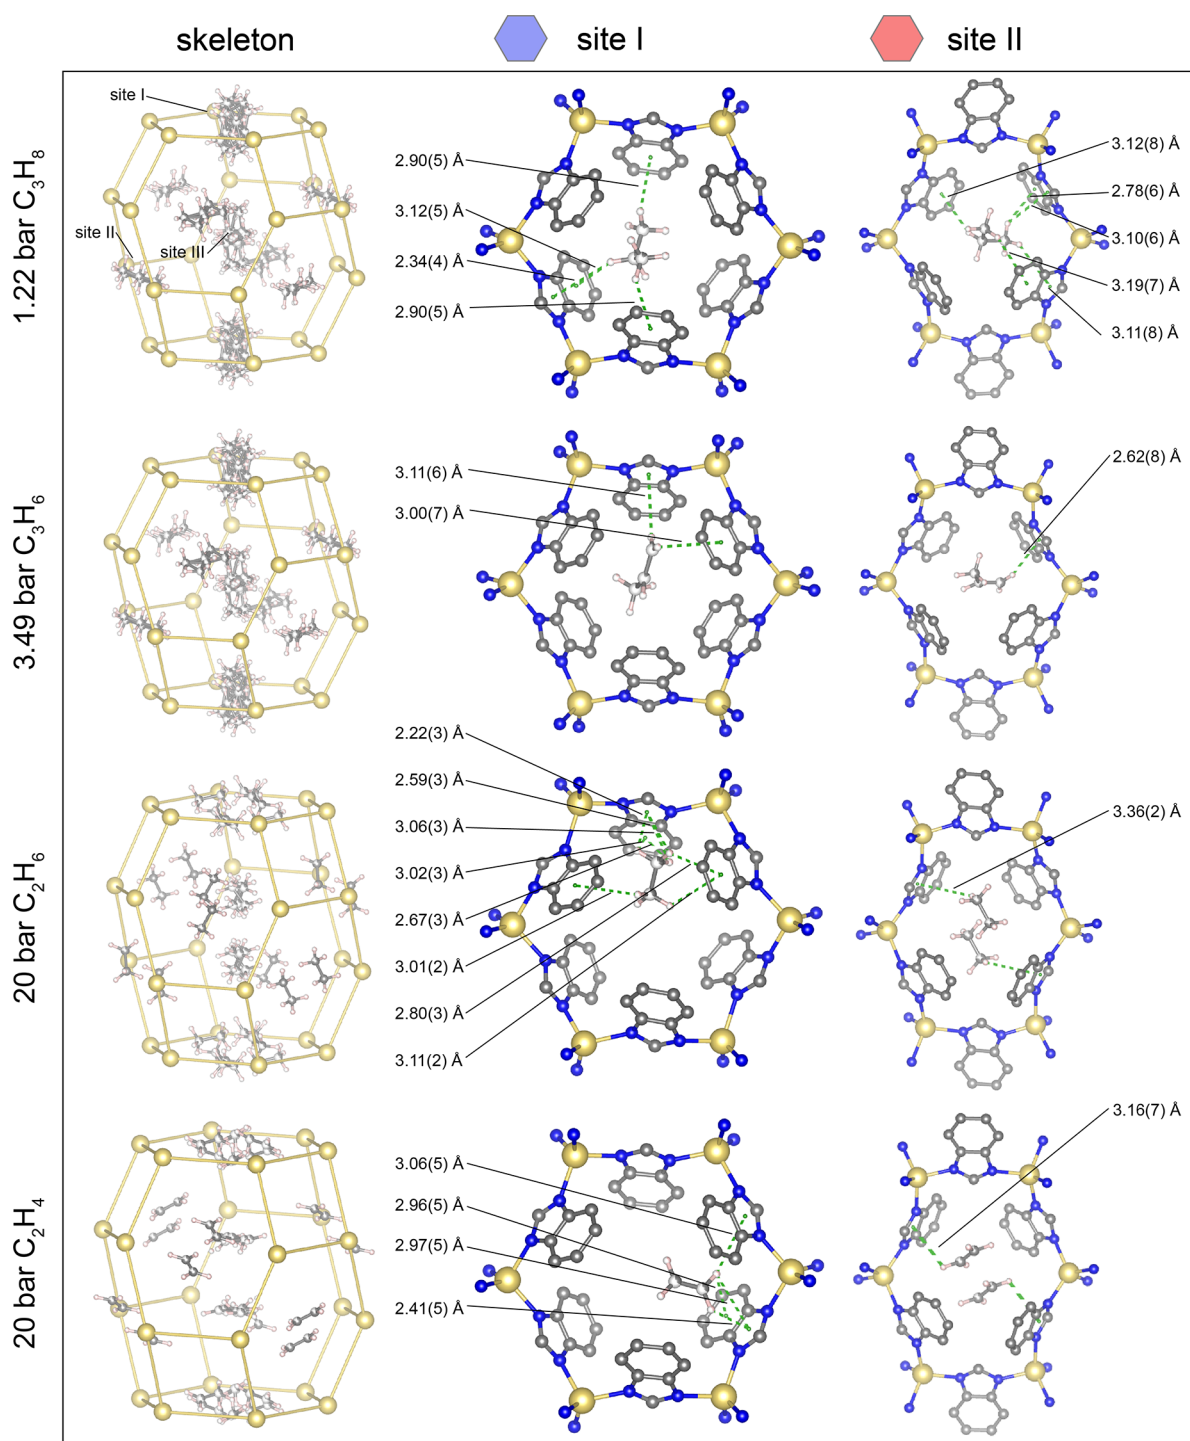 skeleton
site I
site II
1.22 bar C₃H₈
site I
site II
site III
2.90(5) Å
3.12(5) Å
2.34(4) Å
2.90(5) Å
3.12(8) Å
2.78(6) Å
3.10(6) Å
3.19(7) Å
3.11(8) Å
3.49 bar C₃H₆
3.11(6) Å
3.00(7) Å
2.62(8) Å
20 bar C₂H₆
2.22(3) Å
2.59(3) Å
3.06(3) Å
3.02(3) Å
2.67(3) Å
3.01(2) Å
2.80(3) Å
3.11(2) Å
3.36(2) Å
20 bar C₂H₄
3.06(5) Å
2.96(5) Å
2.97(5) Å
2.41(5) Å
3.16(7) Å